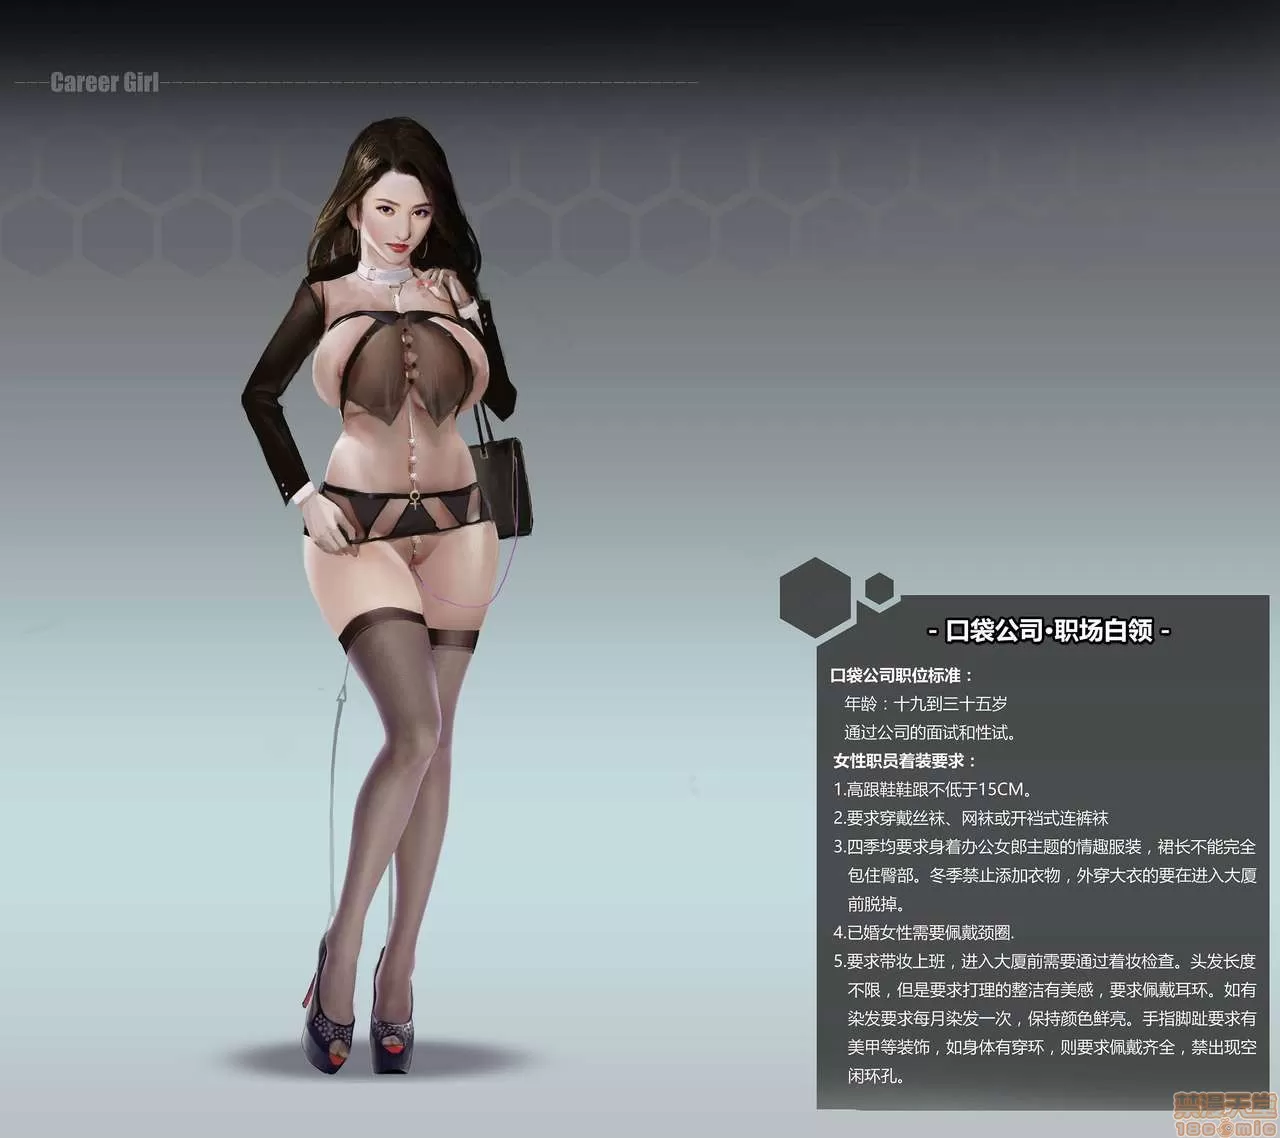 Career Girl
- 口袋公司·职场白领 -
口袋公司职位标准：
年龄：十九到三十五岁
通过公司的面试和性试。
女性职员着装要求：
1.高跟鞋鞋跟不低于15CM。
2.要求穿戴丝袜、网袜或开裆式连裤袜
3.四季均要求身着办公女郎主题的情趣服装，裙长不能完全
包住臀部。冬季禁止添加衣物，外穿大衣的要在进入大厦
前脱掉。
4.已婚女性需要佩戴颈圈.
5.要求带妆上班，进入大厦前需要通过着妆检查。头发长度
不限，但是要求打理的整洁有美感，要求佩戴耳环。如有
染发要求每月染发一次，保持颜色鲜亮。手指脚趾要求有
美甲等装饰，如身体有穿环，则要求佩戴齐全，禁出现空
闲环孔。
禁漫天堂